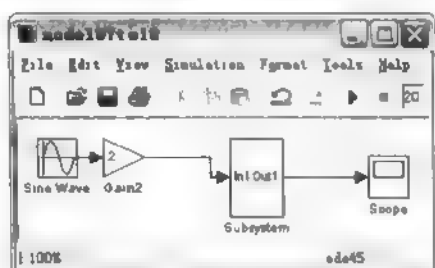 File Edit View Simulation Format Tools Help
20
2
In1 Out1
Sine Wave
Gain2
Subsystem
Scope
100%
ode45